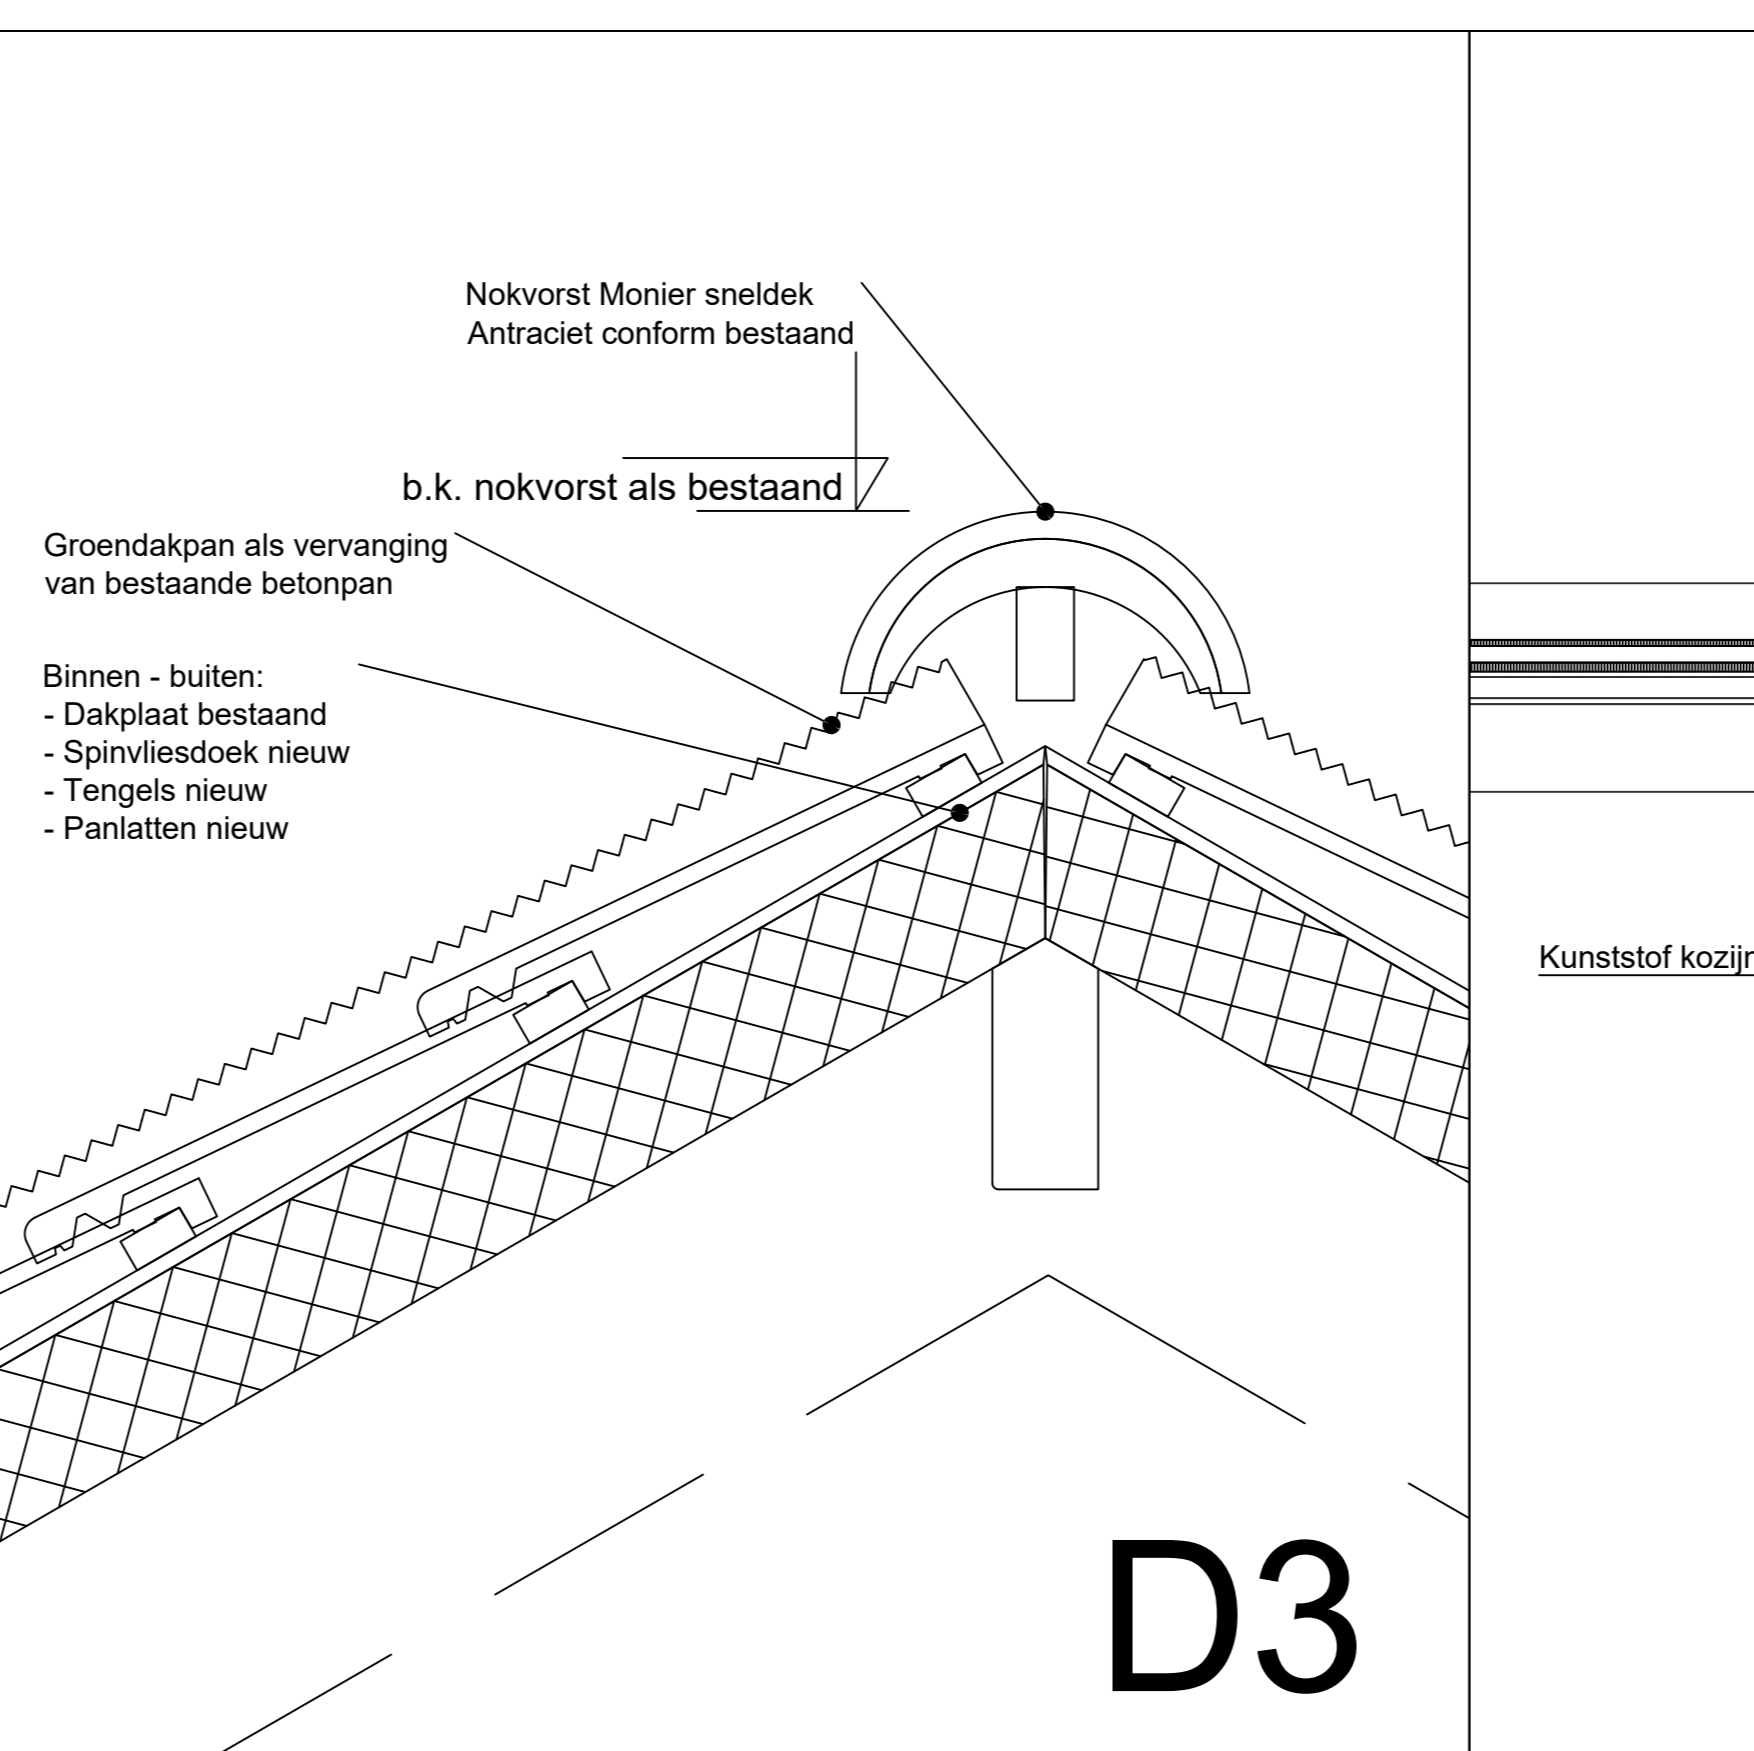 Nokvorst Monier sneldek
Antraciet conform bestaand
b.k. nokvorst als bestaand
Groendakpan als vervanging
van bestaande betonpan
Binnen - buiten:
- Dakplaat bestaand
- Spinvliesdoek nieuw
- Tengels nieuw
- Panlatten nieuw
Kunststof kozijn
D3